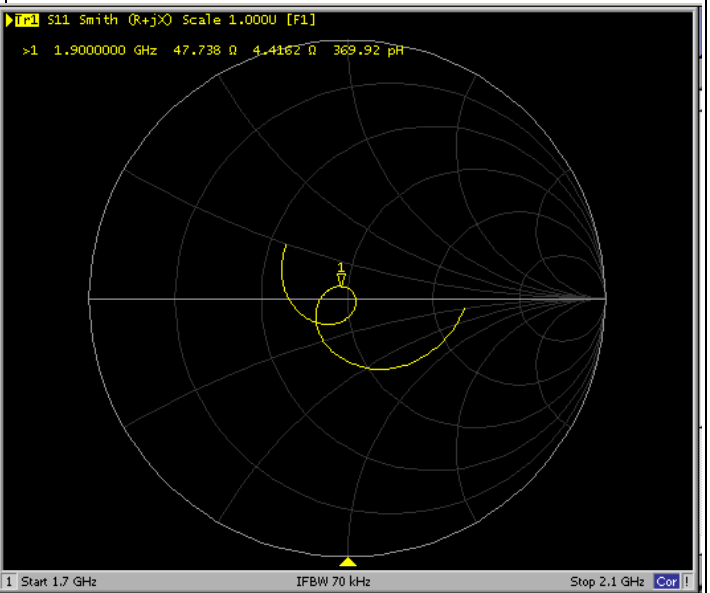 Tr1 S11 Smith (R+jX) Scale 1.000U [F1]
>1 1.9000000 GHz 47.738 Ω 4.4162 Ω 369.92 pH
1
1 Start 1.7 GHz IFBW 70 kHz Stop 2.1 GHz Cor !